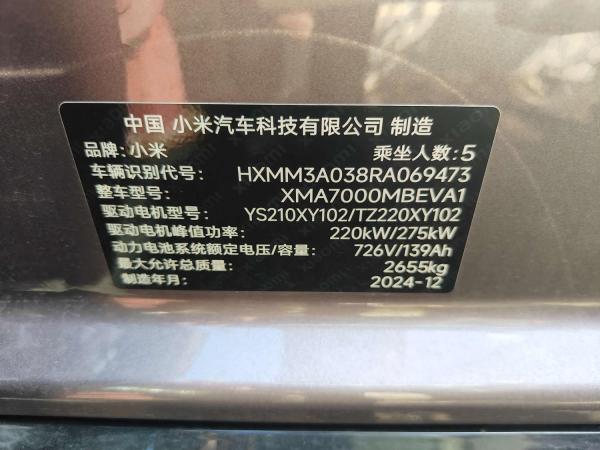 中国 小米汽车科技有限公司 制造
品牌: 小米 乘坐人数: 5
车辆识别代号: HXMM3A038RA069473
整车型号: XMA7000MBEVA1
驱动电机型号: YS210XY102/TZ220XY102
驱动电机峰值功率: 220kW/275kW
动力电池系统额定电压/容量: 726V/139Ah
最大允许总质量: 2655kg
制造年月: 2024-12